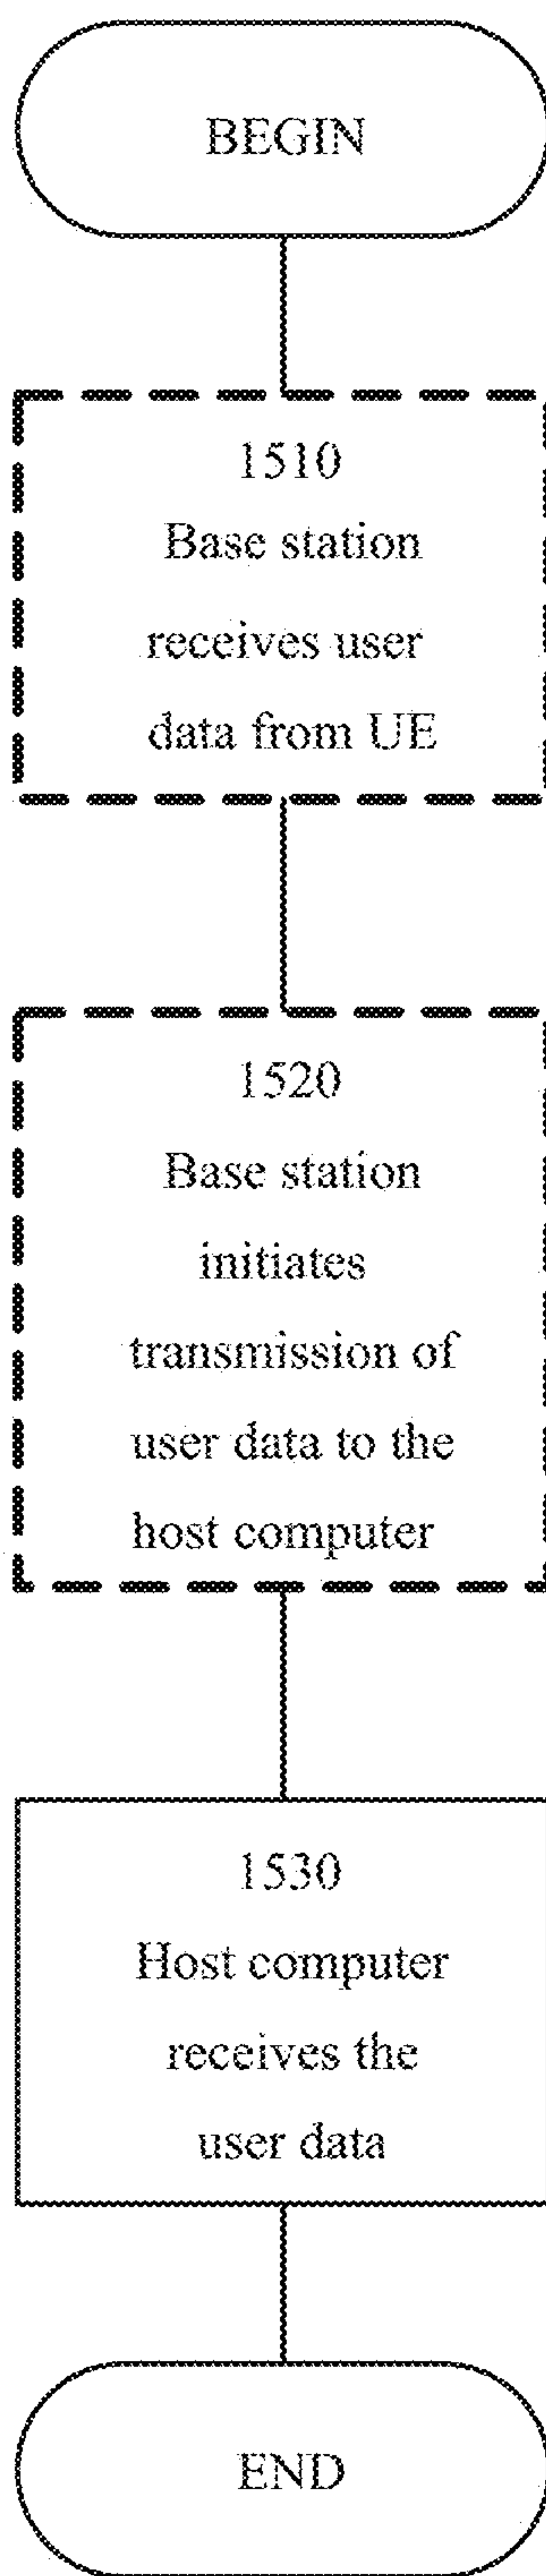 BEGIN
1510
Base station
receives user
data from UE
1520
Base station
initiates
transmission of
user data to the
host computer
1530
Host computer
receives the
user data
END